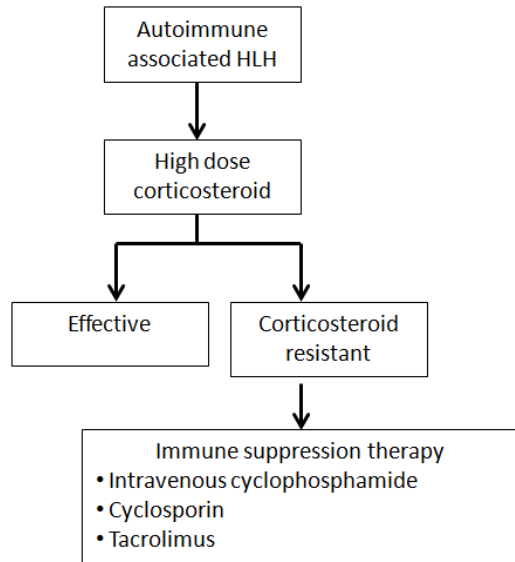 Autoimmune
associated HLH
High dose
corticosteroid
Effective
Corticosteroid
resistant
Immune suppression therapy
• Intravenous cyclophosphamide
• Cyclosporin
• Tacrolimus